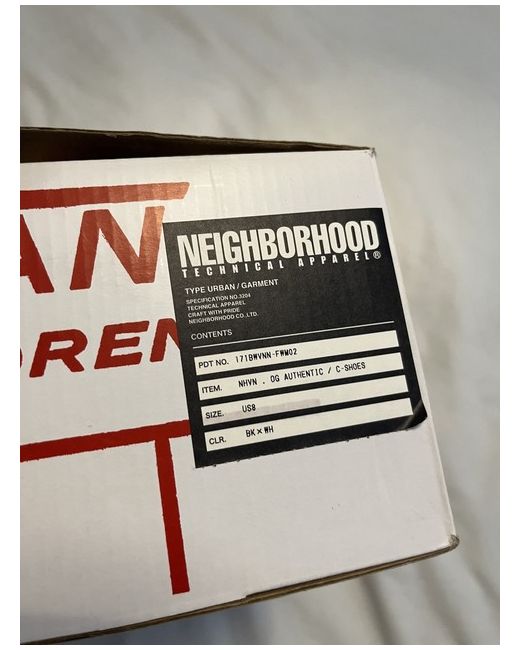 AN
OREN
NEIGHBORHOOD
TECHNICAL APPAREL®
TYPE URBAN / GARMENT
SPECIFICATION NO.3204
TECHNICAL APPAREL
CRAFT WITH PRIDE
NEIGHBORHOOD CO.,LTD.
CONTENTS
PDT NO. 171BWVNN-FWM02
ITEM. NHVN . OG AUTHENTIC / C-SHOES
SIZE. US8
CLR. BK×WH